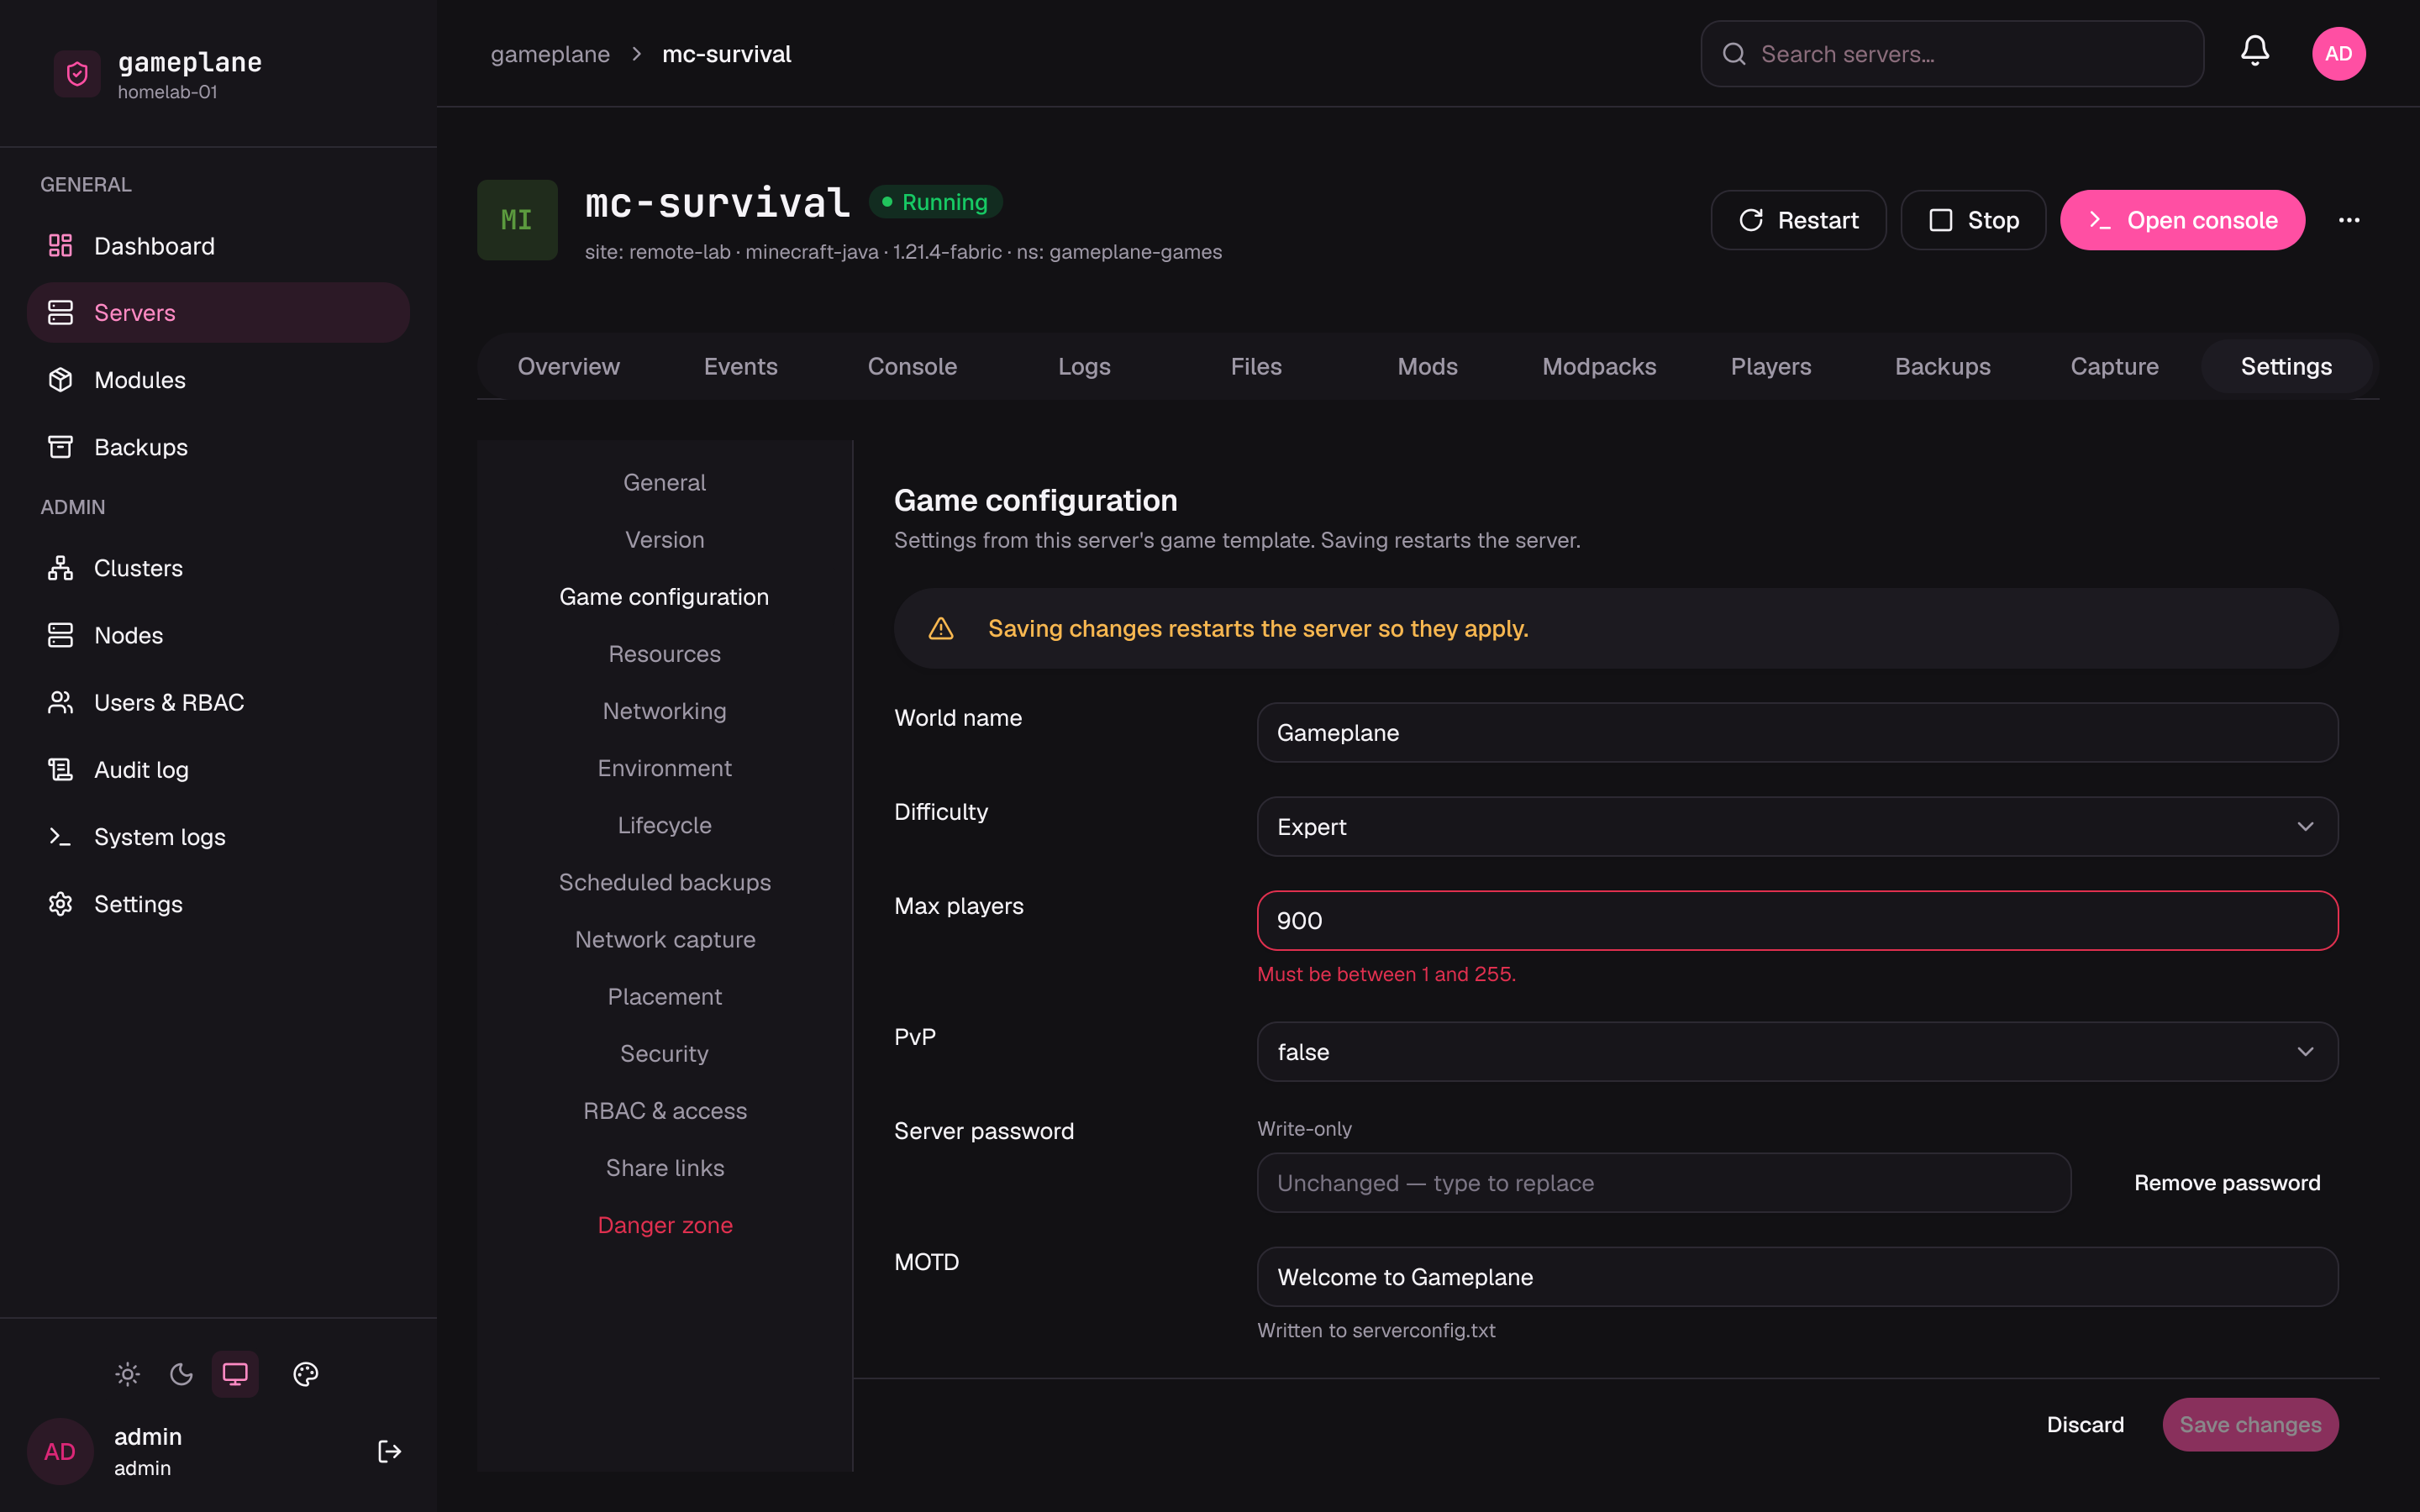 gameplane
homelab-01
GENERAL
Dashboard
Servers
Modules
Backups
ADMIN
Clusters
Nodes
Users & RBAC
Audit log
System logs
Settings
AD
admin
admin
gameplane > mc-survival
Search servers...
AD
MI
mc-survival
Running
site: remote-lab · minecraft-java · 1.21.4-fabric · ns: gameplane-games
Restart
Stop
Open console
Overview
Events
Console
Logs
Files
Mods
Modpacks
Players
Backups
Capture
Settings
General
Version
Game configuration
Resources
Networking
Environment
Lifecycle
Scheduled backups
Network capture
Placement
Security
RBAC & access
Share links
Danger zone
Game configuration
Settings from this server's game template. Saving restarts the server.
Saving changes restarts the server so they apply.
World name
Gameplane
Difficulty
Expert
Max players
900
Must be between 1 and 255.
PvP
false
Server password
Write-only
Unchanged — type to replace
Remove password
MOTD
Welcome to Gameplane
Written to serverconfig.txt
Discard
Save changes